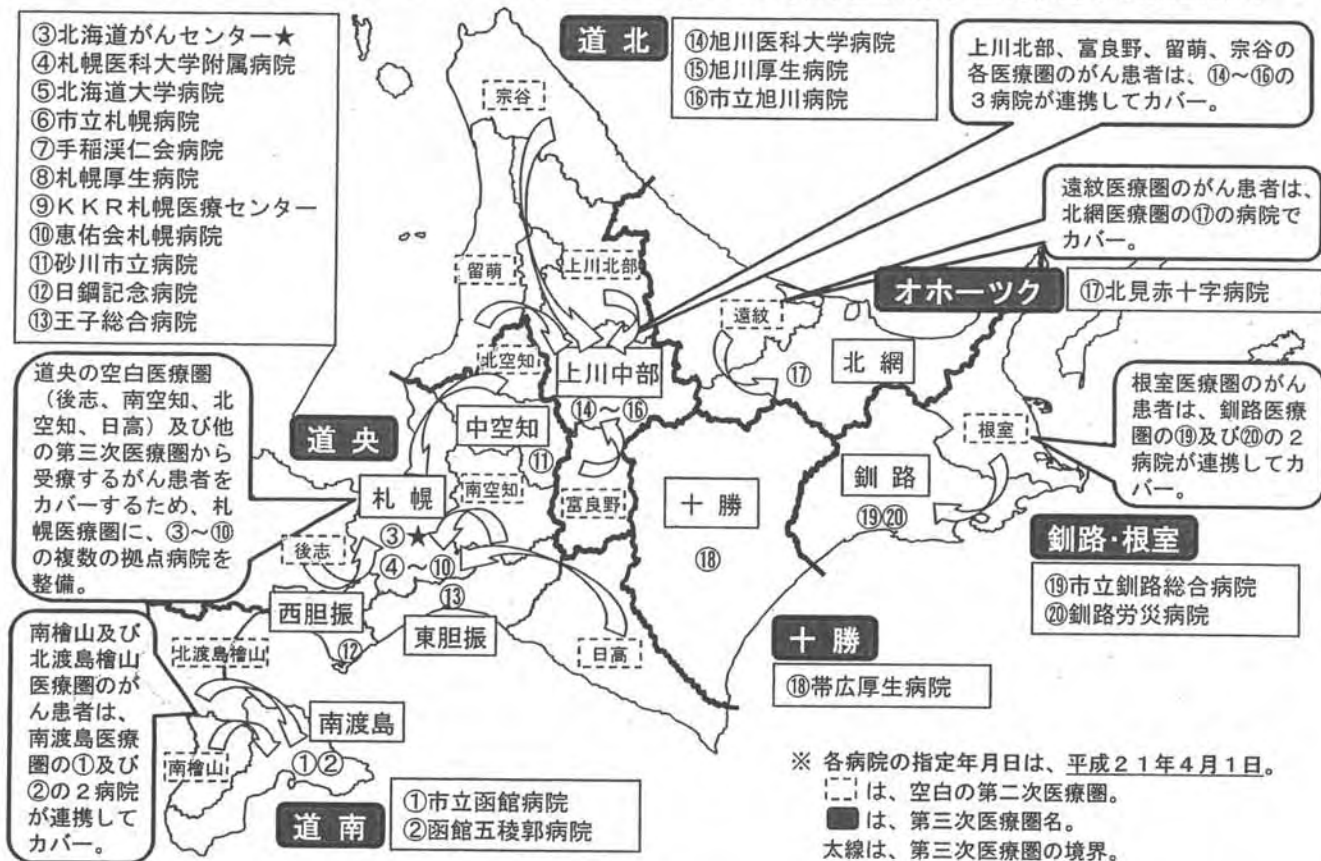 ③北海道がんセンター★
④札幌医科大学附属病院
⑤北海道大学病院
⑥市立札幌病院
⑦手稲渓仁会病院
⑧札幌厚生病院
⑨KKR札幌医療センター
⑩恵佑会札幌病院
⑪砂川市立病院
⑫日鋼記念病院
⑬王子総合病院
道北
⑭旭川医科大学病院
⑮旭川厚生病院
⑯市立旭川病院
上川北部、富良野、留萌、宗谷の
各医療圏のがん患者は、⑭~⑯の
3病院が連携してカバー。
遠紋医療圏のがん患者は、
北網医療圏の⑰の病院で
カバー。
オホーツク
⑰北見赤十字病院
宗谷
留萌
上川北部
遠紋
北空知
上川中部
⑭~⑯
⑰
北網
道央の空白医療圏
(後志、南空知、北
空知、日高)及び他
の第三次医療圏から
受療するがん患者を
カバーするため、札
幌医療圏に、③~⑩
の複数の拠点病院を
整備。
道央
中空知
⑪
札幌
南空知
富良野
③★
④~⑩
後志
⑬
西胆振
東胆振
⑫
日高
十勝
⑱
釧路
⑲⑳
根室
根室医療圏のがん
患者は、釧路医療
圏の⑲及び⑳の2
病院が連携してカ
バー。
釧路・根室
⑲市立釧路総合病院
⑳釧路労災病院
十勝
⑱帯広厚生病院
南檜山及び
北渡島檜山
医療圏のが
ん患者は、
南渡島医療
圏の①及び
②の2病院
が連携して
カバー。
北渡島檜山
南渡島
南檜山
①②
道南
①市立函館病院
②函館五稜郭病院
※ 各病院の指定年月日は、平成21年4月1日。
は、空白の第二次医療圏。
は、第三次医療圏名。
太線は、第三次医療圏の境界。